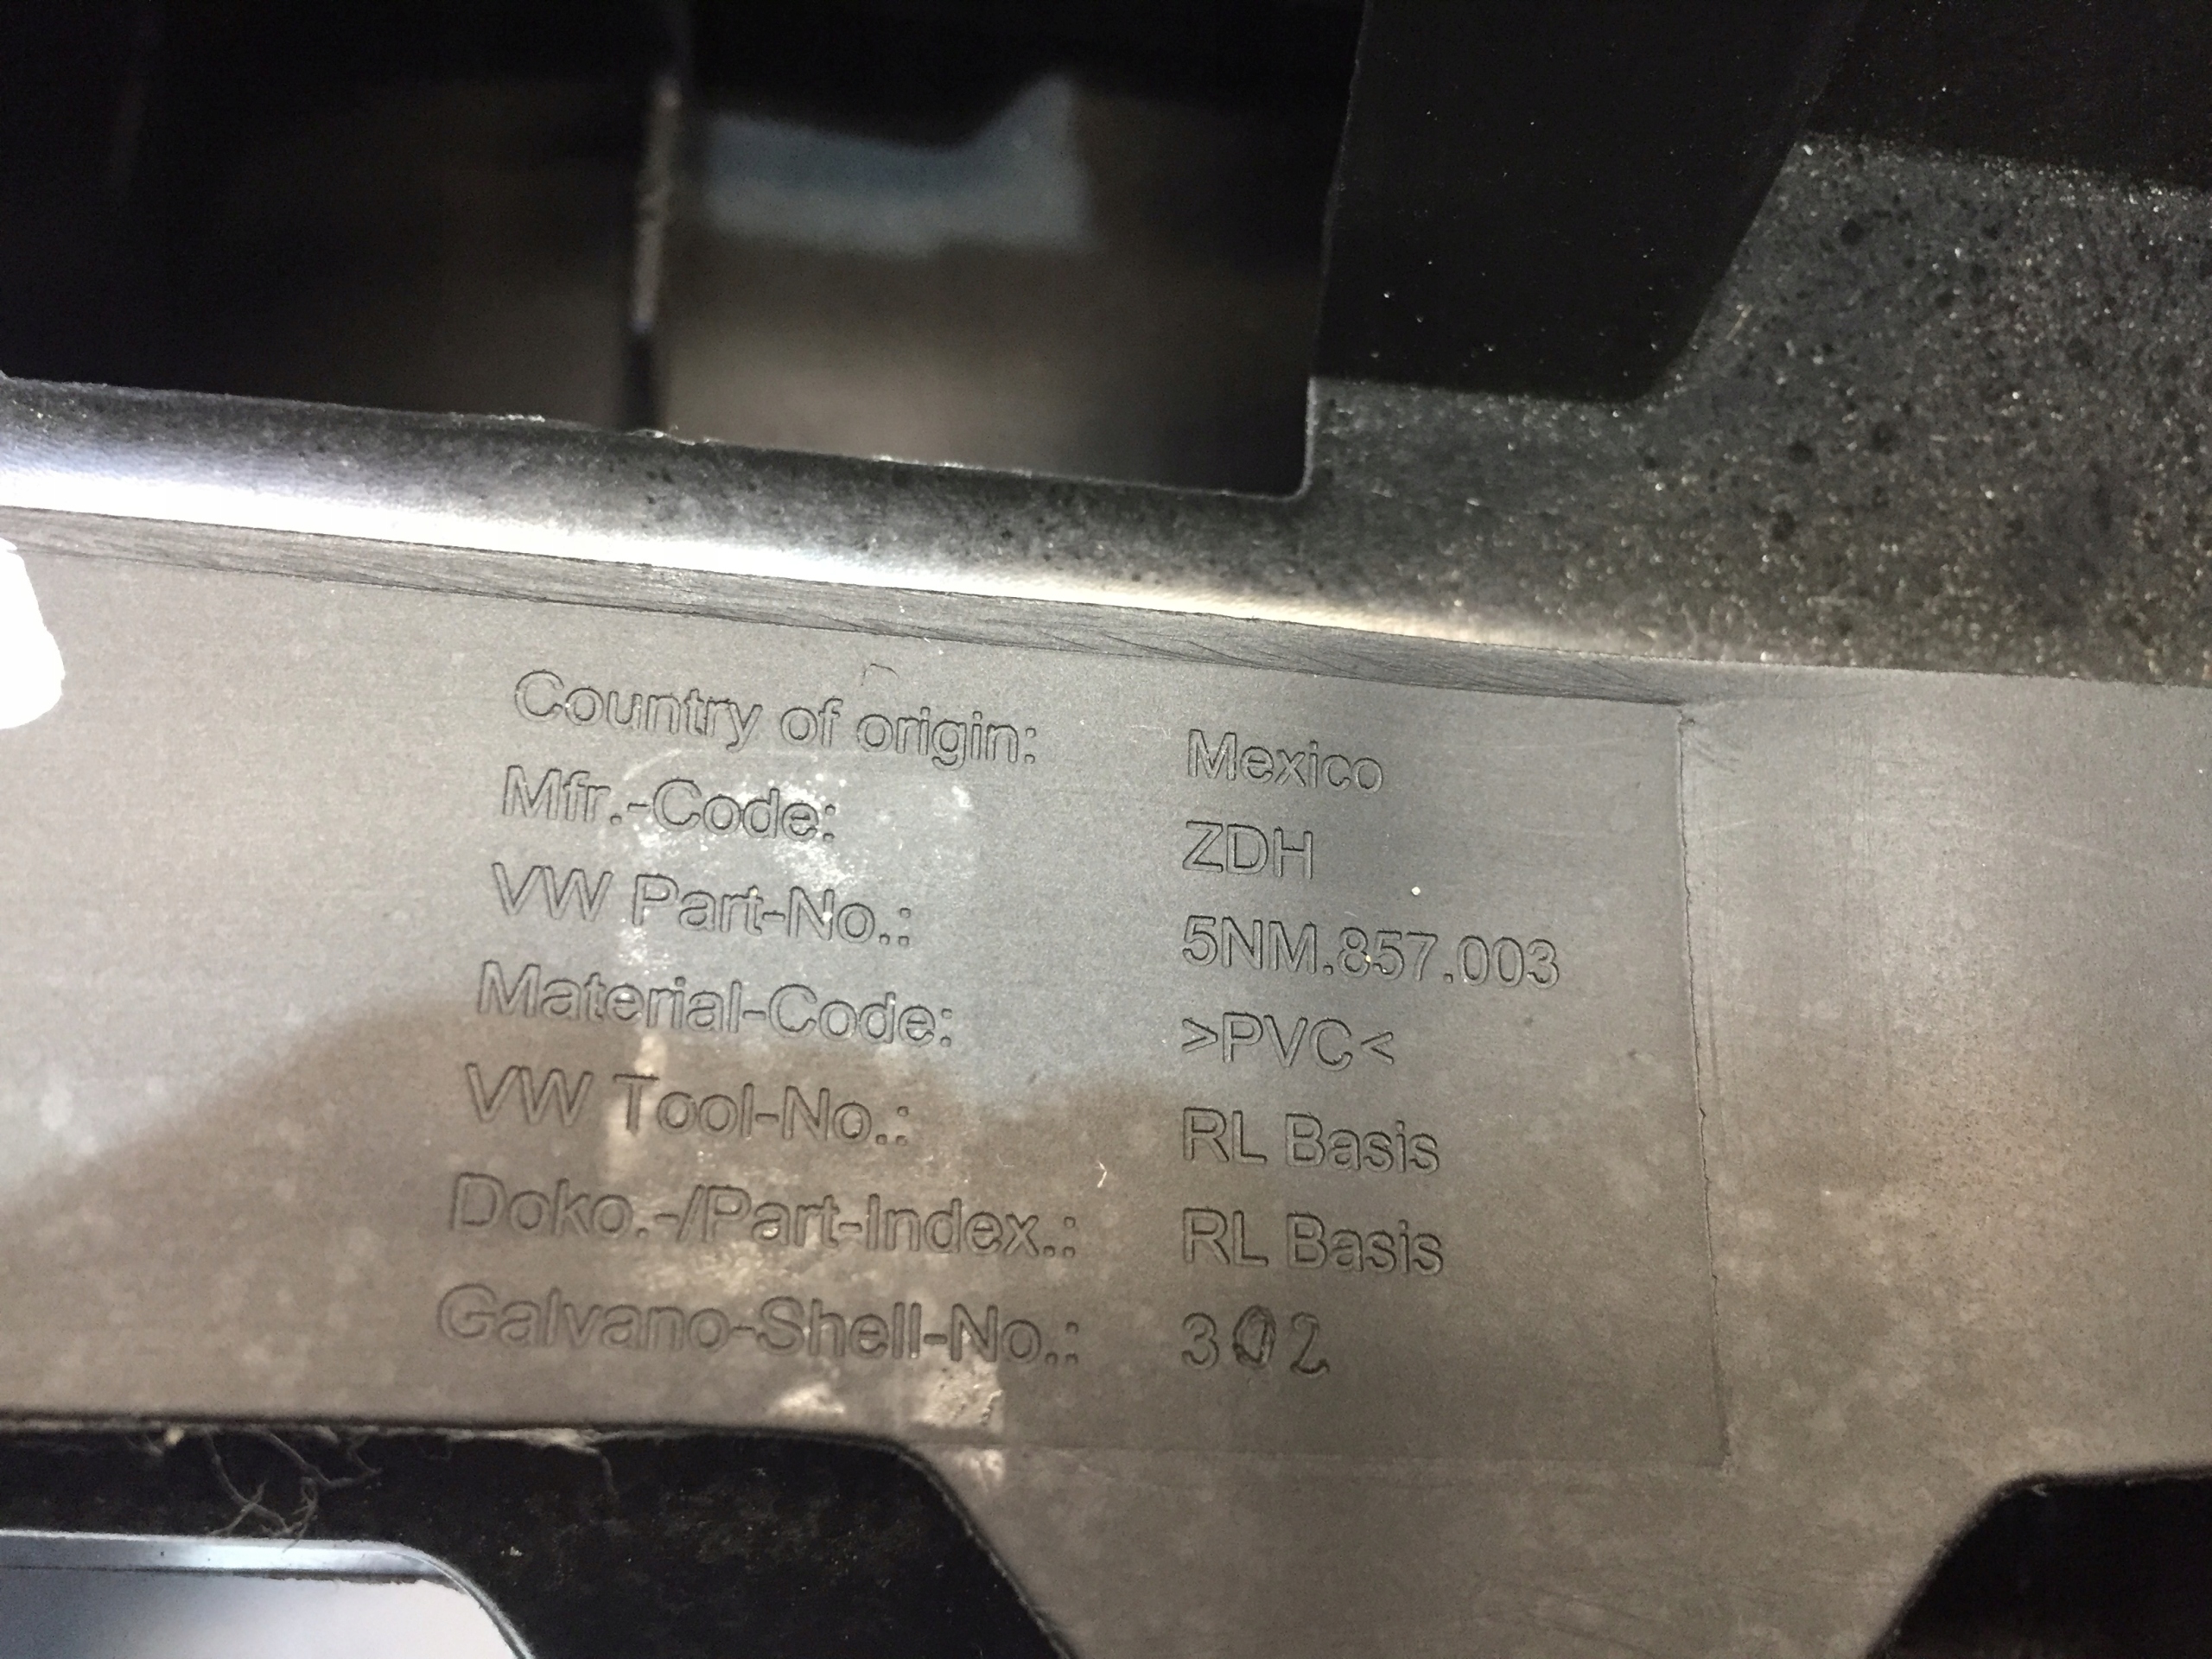 Country of origin: Mexico
Mfr.-Code: ZDH
VW Part-No.: 5NM.857.003
Material-Code: >PVC<
VW Tool-No.: RL Basis
Doko.-/Part-Index.: RL Basis
Galvano-Shell-No.: 302